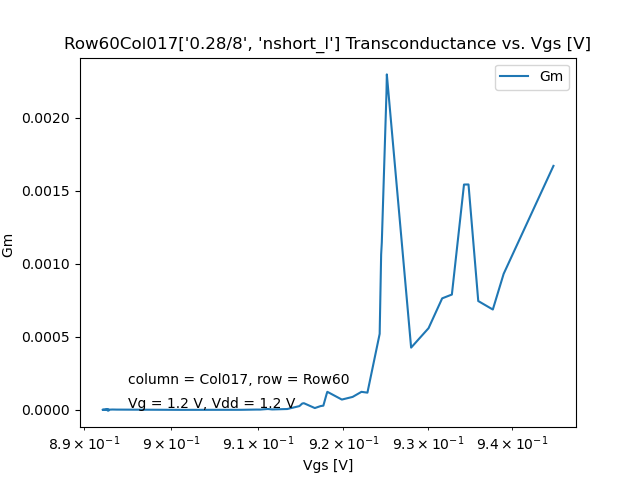 Row60Col017['0.28/8', 'nshort_l'] Transconductance vs. Vgs [V]
Gm
0.0020
0.0015
0.0010
0.0005
0.0000
Gm
column = Col017, row = Row60
Vg = 1.2 V, Vdd = 1.2 V
8.9 × 10⁻¹ 9 × 10⁻¹ 9.1 × 10⁻¹ 9.2 × 10⁻¹ 9.3 × 10⁻¹ 9.4 × 10⁻¹
Vgs [V]